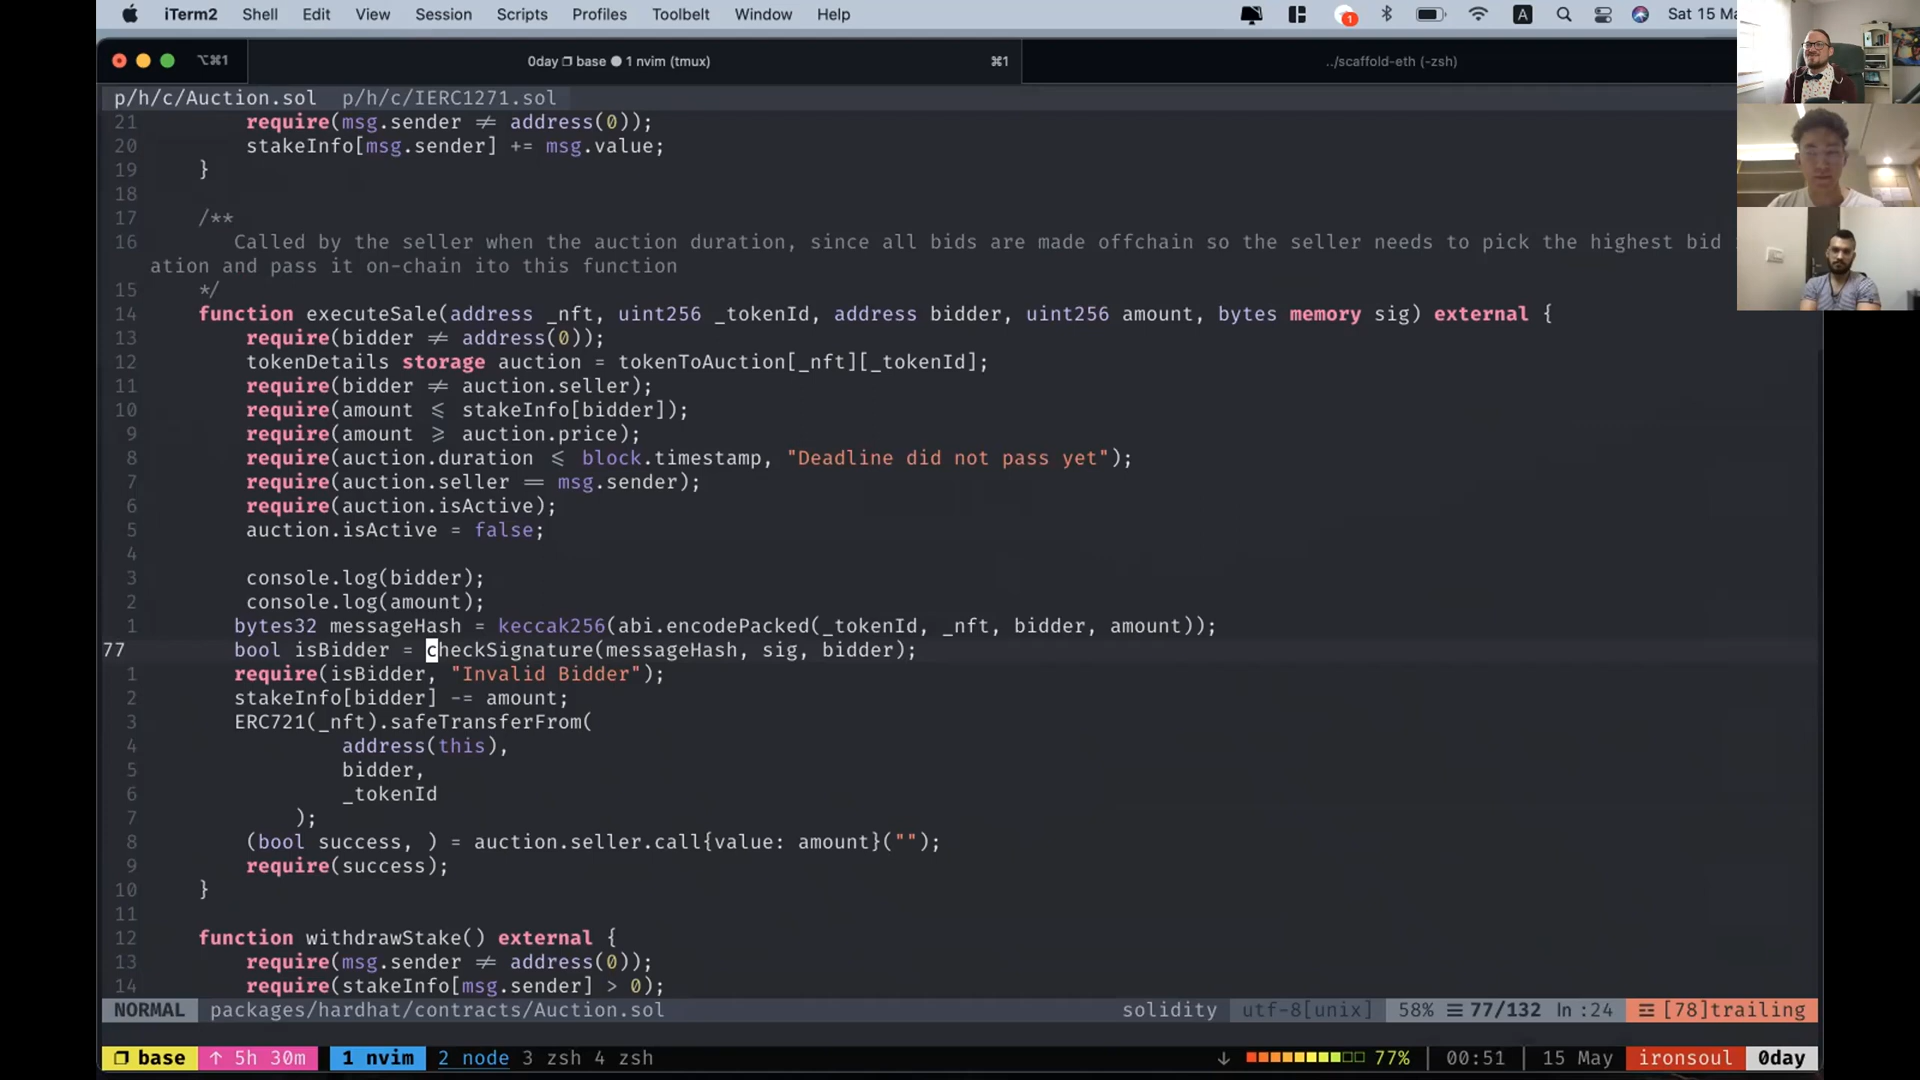 iTerm2 Shell Edit View Session Scripts Profiles Toolbelt Window Help 1 A Sat 15 Ma
⌥⌘1 0day base ● 1 nvim (tmux) ⌘1 ../scaffold-eth (-zsh)
p/h/c/Auction.sol p/h/c/IERC1271.sol
21 require(msg.sender ≠ address(0));
20 stakeInfo[msg.sender] += msg.value;
19 }
18
17 /**
16 Called by the seller when the auction duration, since all bids are made offchain so the seller needs to pick the highest bid
ation and pass it on-chain ito this function
15 */
14 function executeSale(address _nft, uint256 _tokenId, address bidder, uint256 amount, bytes memory sig) external {
13 require(bidder ≠ address(0));
12 tokenDetails storage auction = tokenToAuction[_nft][_tokenId];
11 require(bidder ≠ auction.seller);
10 require(amount ⩽ stakeInfo[bidder]);
9 require(amount ⩾ auction.price);
8 require(auction.duration ⩽ block.timestamp, "Deadline did not pass yet");
7 require(auction.seller == msg.sender);
6 require(auction.isActive);
5 auction.isActive = false;
4
3 console.log(bidder);
2 console.log(amount);
1 bytes32 messageHash = keccak256(abi.encodePacked(_tokenId, _nft, bidder, amount));
77 bool isBidder = checkSignature(messageHash, sig, bidder);
1 require(isBidder, "Invalid Bidder");
2 stakeInfo[bidder] -= amount;
3 ERC721(_nft).safeTransferFrom(
4 address(this),
5 bidder,
6 _tokenId
7 );
8 (bool success, ) = auction.seller.call{value: amount}("");
9 require(success);
10 }
11
12 function withdrawStake() external {
13 require(msg.sender ≠ address(0));
14 require(stakeInfo[msg.sender] > 0);
NORMAL packages/hardhat/contracts/Auction.sol solidity utf-8[unix] 58% ☰ 77/132 ln :24 ☲ [78]trailing
base ↑ 5h 30m 1 nvim 2 node 3 zsh 4 zsh ↓ 77% 00:51 15 May ironsoul 0day